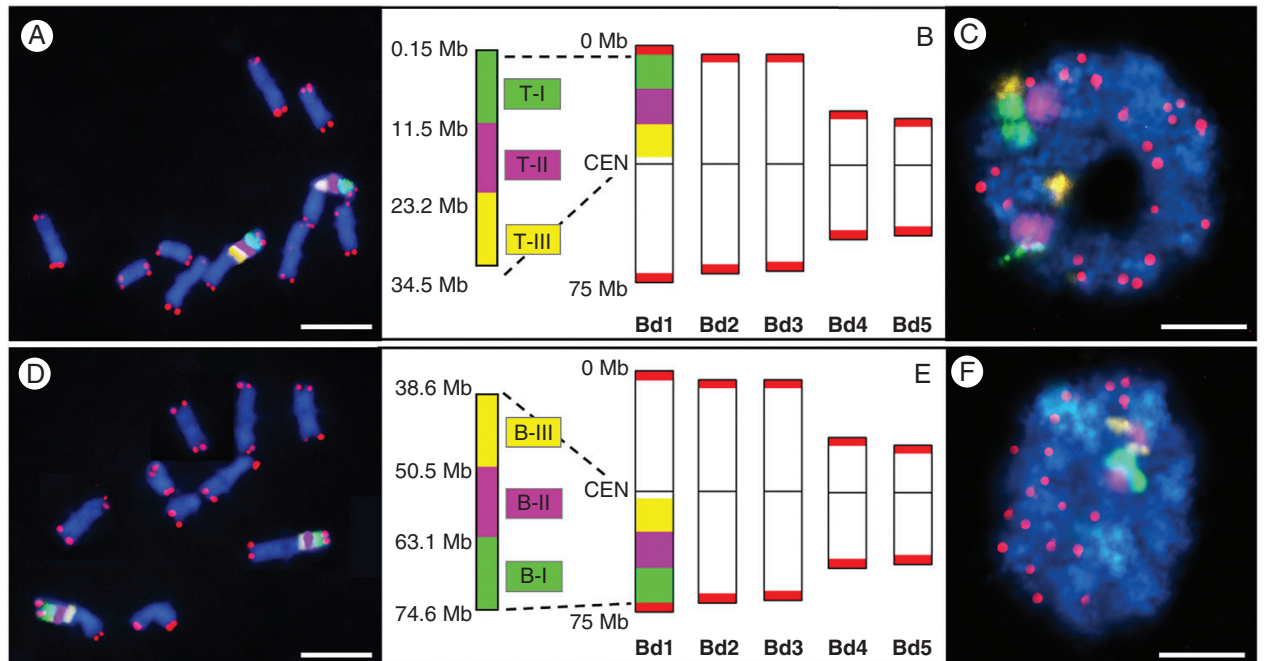 A
B
C
0.15 Mb
0 Mb
T-I
11.5 Mb
T-II
CEN
23.2 Mb
T-III
34.5 Mb
75 Mb
Bd1 Bd2 Bd3 Bd4 Bd5
D
E
F
38.6 Mb
0 Mb
B-III
50.5 Mb
CEN
B-II
63.1 Mb
B-I
74.6 Mb
75 Mb
Bd1 Bd2 Bd3 Bd4 Bd5